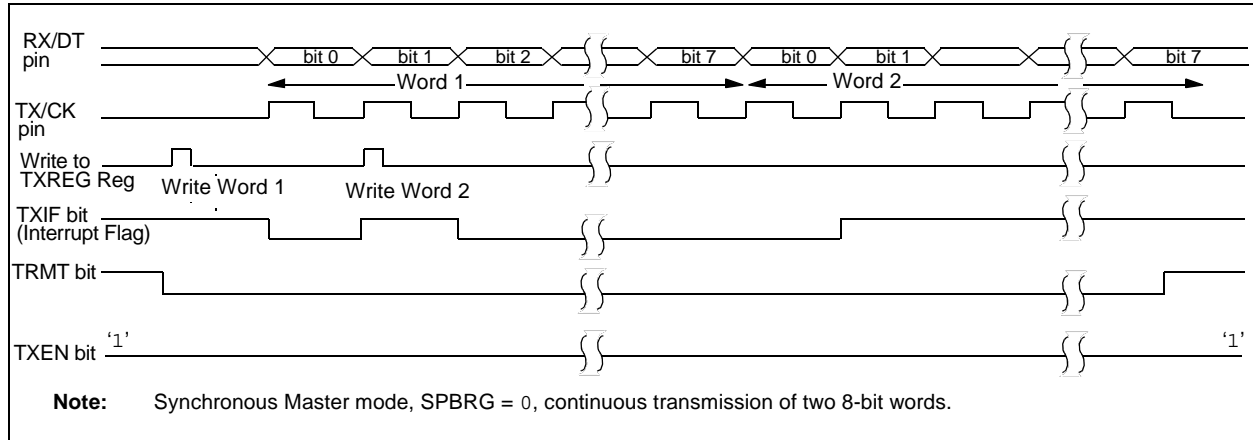 RX/DT
pin
bit 0 bit 1 bit 2 bit 7 bit 0 bit 1 bit 7
Word 1 Word 2
TX/CK
pin
Write to
TXREG Reg
Write Word 1 Write Word 2
TXIF bit
(Interrupt Flag)
TRMT bit
TXEN bit ‘1’ ‘1’
Note: Synchronous Master mode, SPBRG = 0, continuous transmission of two 8-bit words.